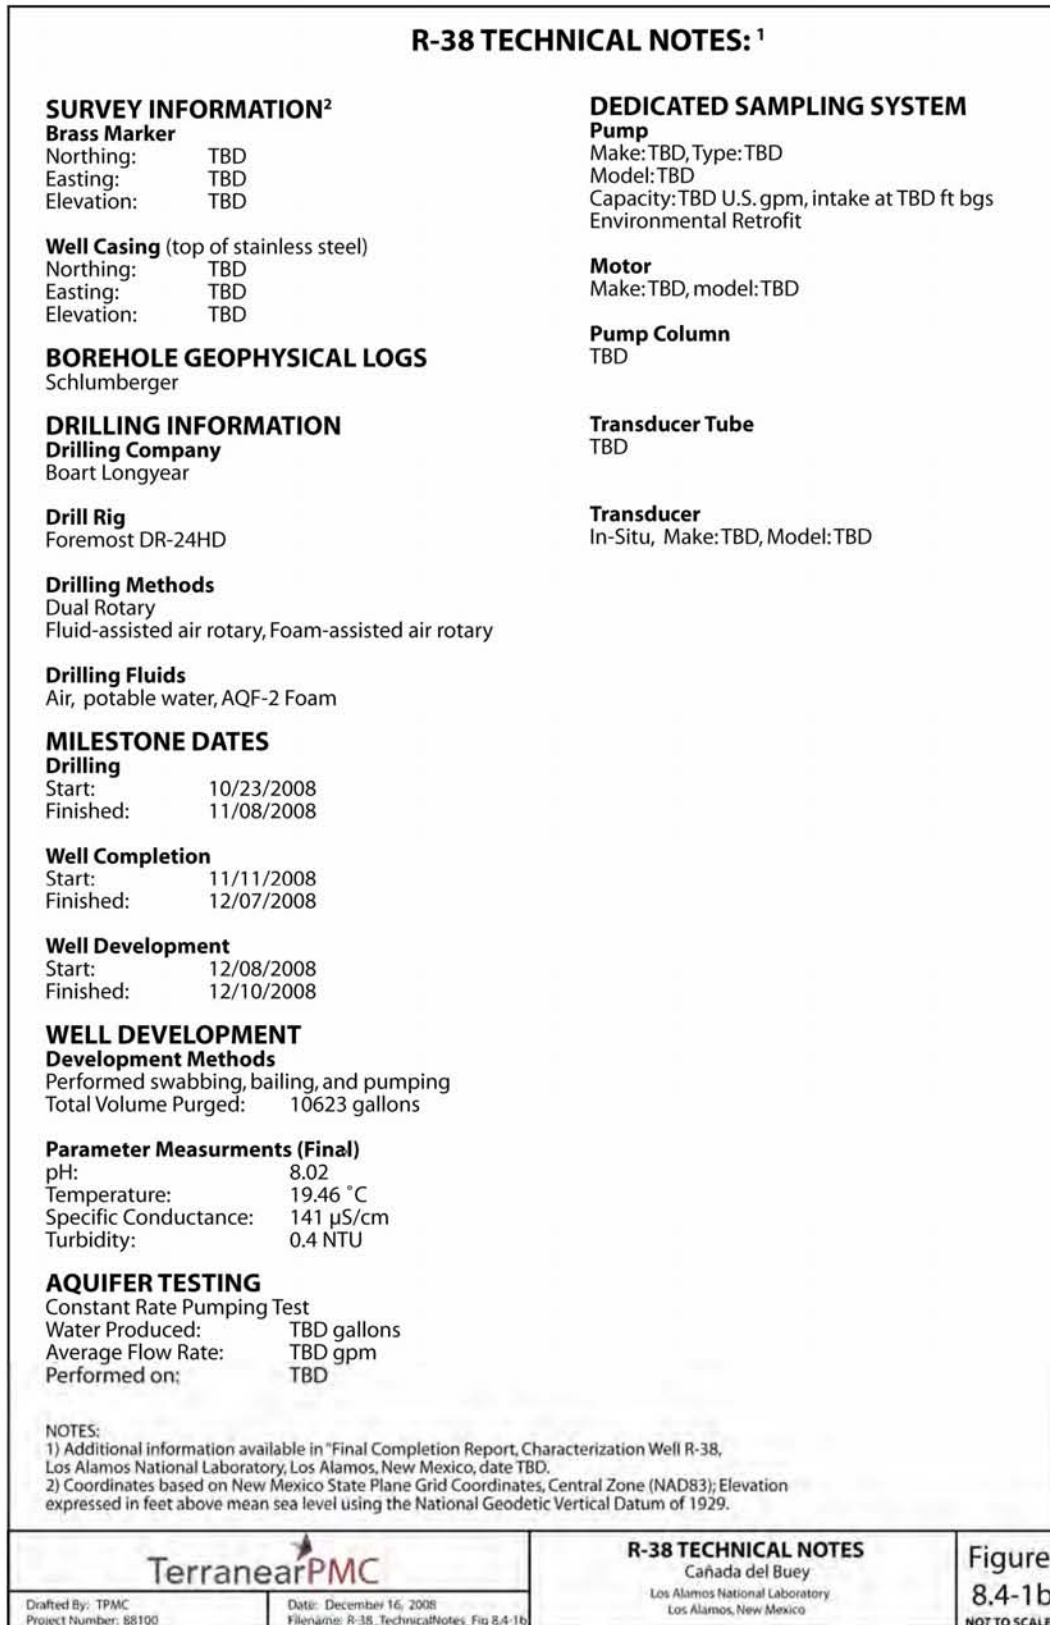 R-38 TECHNICAL NOTES: 1
SURVEY INFORMATION2
Brass Marker
Northing: TBD
Easting: TBD
Elevation: TBD
Well Casing (top of stainless steel)
Northing: TBD
Easting: TBD
Elevation: TBD
BOREHOLE GEOPHYSICAL LOGS
Schlumberger
DRILLING INFORMATION
Drilling Company
Boart Longyear
Drill Rig
Foremost DR-24HD
Drilling Methods
Dual Rotary
Fluid-assisted air rotary, Foam-assisted air rotary
Drilling Fluids
Air, potable water, AQF-2 Foam
MILESTONE DATES
Drilling
Start: 10/23/2008
Finished: 11/08/2008
Well Completion
Start: 11/11/2008
Finished: 12/07/2008
Well Development
Start: 12/08/2008
Finished: 12/10/2008
WELL DEVELOPMENT
Development Methods
Performed swabbing, bailing, and pumping
Total Volume Purged: 10623 gallons
Parameter Measurments (Final)
pH: 8.02
Temperature: 19.46 ˚C
Specific Conductance: 141 µS/cm
Turbidity: 0.4 NTU
AQUIFER TESTING
Constant Rate Pumping Test
Water Produced: TBD gallons
Average Flow Rate: TBD gpm
Performed on: TBD
DEDICATED SAMPLING SYSTEM
Pump
Make: TBD, Type: TBD
Model: TBD
Capacity: TBD U.S. gpm, intake at TBD ft bgs
Environmental Retrofit
Motor
Make: TBD, model: TBD
Pump Column
TBD
Transducer Tube
TBD
Transducer
In-Situ, Make: TBD, Model: TBD
NOTES:
1) Additional information available in "Final Completion Report, Characterization Well R-38,
Los Alamos National Laboratory, Los Alamos, New Mexico, date TBD.
2) Coordinates based on New Mexico State Plane Grid Coordinates, Central Zone (NAD83); Elevation
expressed in feet above mean sea level using the National Geodetic Vertical Datum of 1929.
TerranearPMC
Drafted By: TPMC
Project Number: 88100
Date: December 16, 2008
Filename: R-38_TechnicalNotes_Fig 8.4-1b
R-38 TECHNICAL NOTES
Cañada del Buey
Los Alamos National Laboratory
Los Alamos, New Mexico
Figure
8.4-1b
NOT TO SCALE